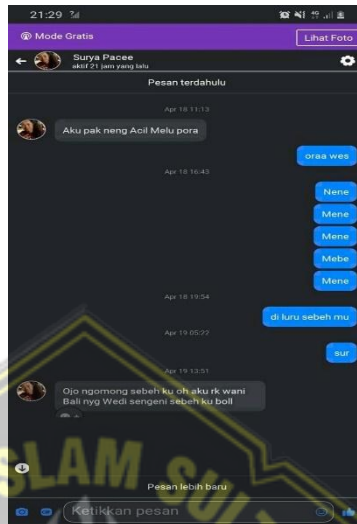 21:29
Mode Gratis
Lihat Foto
Surya Pacee
aktif 21 jam yang lalu
Pesan terdahulu
Apr 18 11:13
Aku pak neng Acil Melu pora
oraa wes
Apr 18 16:43
Nene
Mene
Mene
Mebe
Mene
Apr 18 19:54
di luru sebeh mu
Apr 19 05:22
sur
Apr 19 13:51
Ojo ngomong sebeh ku oh aku rk wani
Bali nyg Wedi sengeni sebeh ku boll
Pesan lebih baru
Ketikkan pesan